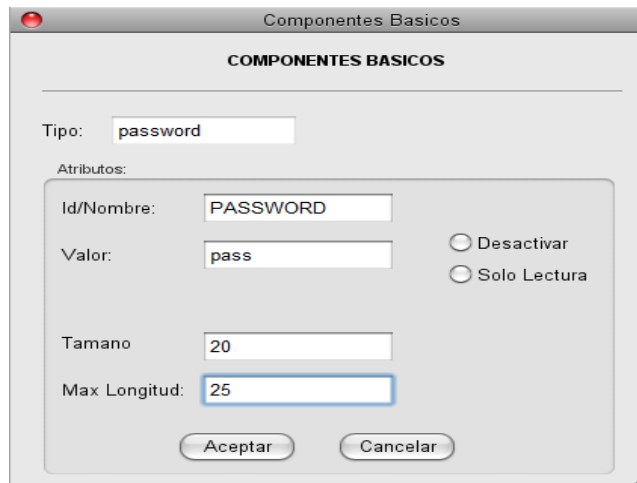 Componentes Basicos
COMPONENTES BASICOS
Tipo: password
Atributos:
Id/Nombre: PASSWORD
Desactivar
Valor: pass
Solo Lectura
Tamano 20
Max Longitud: 25
Aceptar Cancelar